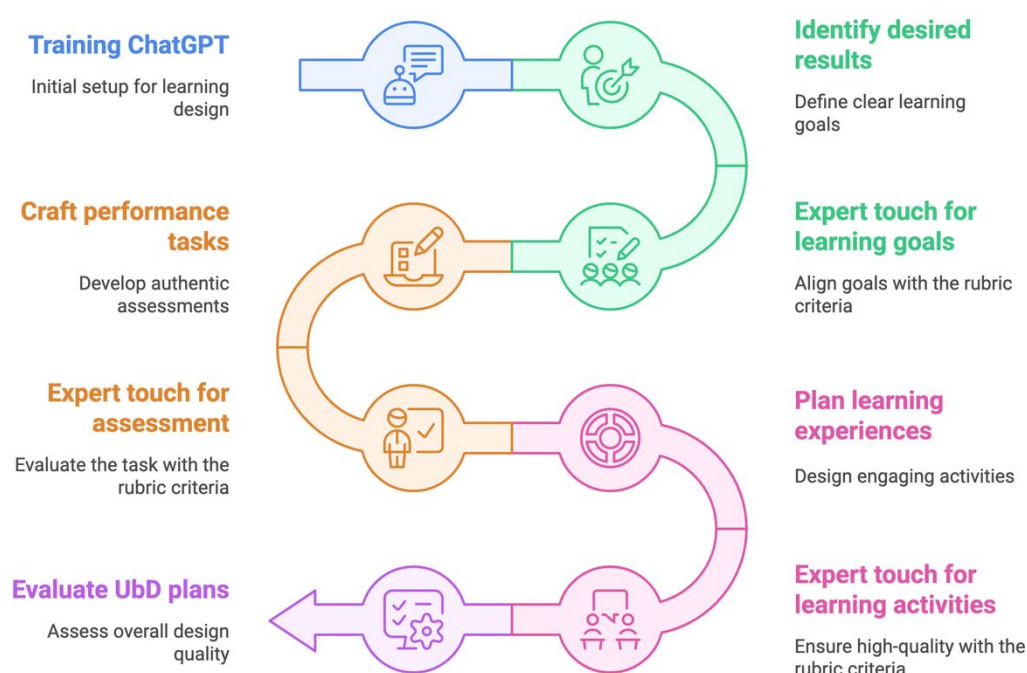 Training ChatGPT
Initial setup for learning
design
Identify desired
results
Define clear learning
goals
Expert touch for
learning goals
Align goals with the rubric
criteria
Craft performance
tasks
Develop authentic
assessments
Expert touch for
assessment
Evaluate the task with the
rubric criteria
Plan learning
experiences
Design engaging activities
Expert touch for
learning activities
Ensure high-quality with the
rubric criteria
Evaluate UbD plans
Assess overall design
quality